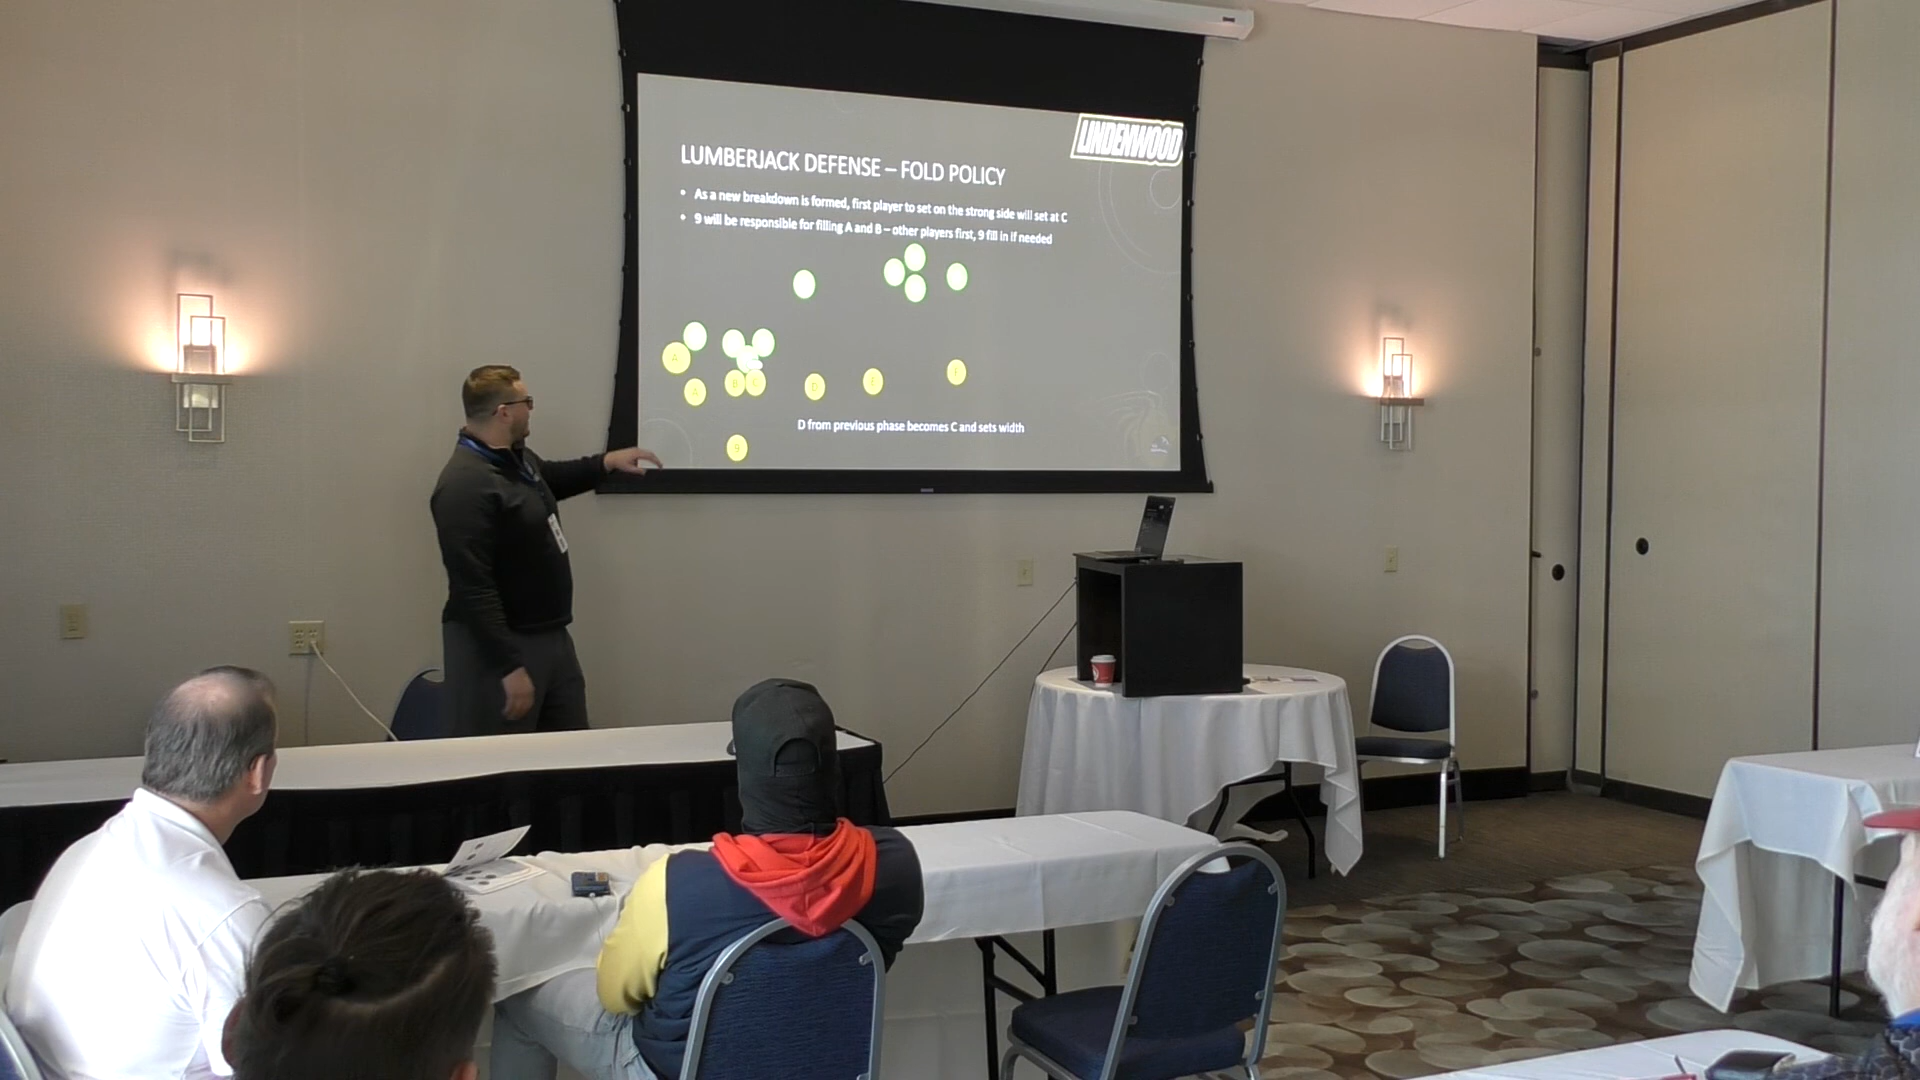 LINDENWOOD
LUMBERJACK DEFENSE – FOLD POLICY
• As a new breakdown is formed, first player to set on the strong side will set at C
• 9 will be responsible for filling A and B – other players first, 9 fill in if needed
A
A
B
C
D
E
F
9
D from previous phase becomes C and sets width